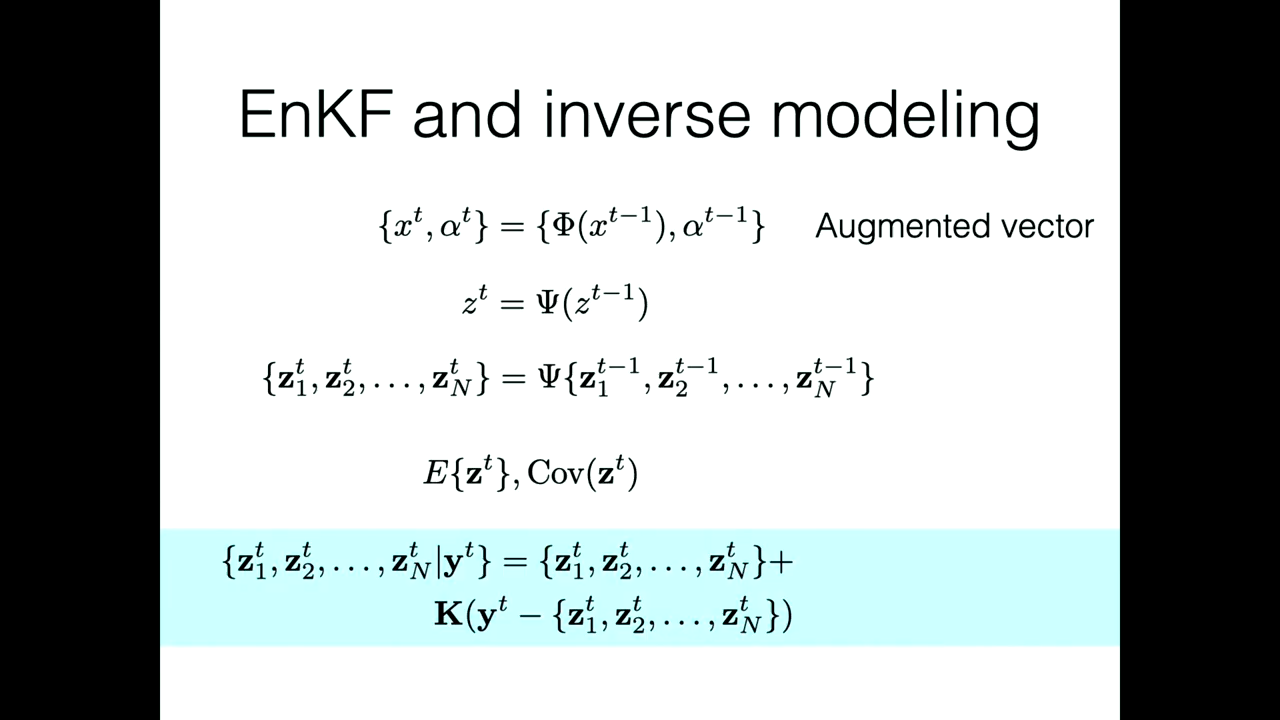 EnKF and inverse modeling
{x^t, α^t} = {Φ(x^{t−1}), α^{t−1}} Augmented vector
z^t = Ψ(z^{t−1})
{𝐳_1^t, 𝐳_2^t, . . . , 𝐳_N^t} = Ψ{𝐳_1^{t−1}, 𝐳_2^{t−1}, . . . , 𝐳_N^{t−1}}
E{𝐳^t}, Cov(𝐳^t)
{𝐳_1^t, 𝐳_2^t, . . . , 𝐳_N^t|𝐲^t} = {𝐳_1^t, 𝐳_2^t, . . . , 𝐳_N^t}+
𝐊(𝐲^t − {𝐳_1^t, 𝐳_2^t, . . . , 𝐳_N^t})